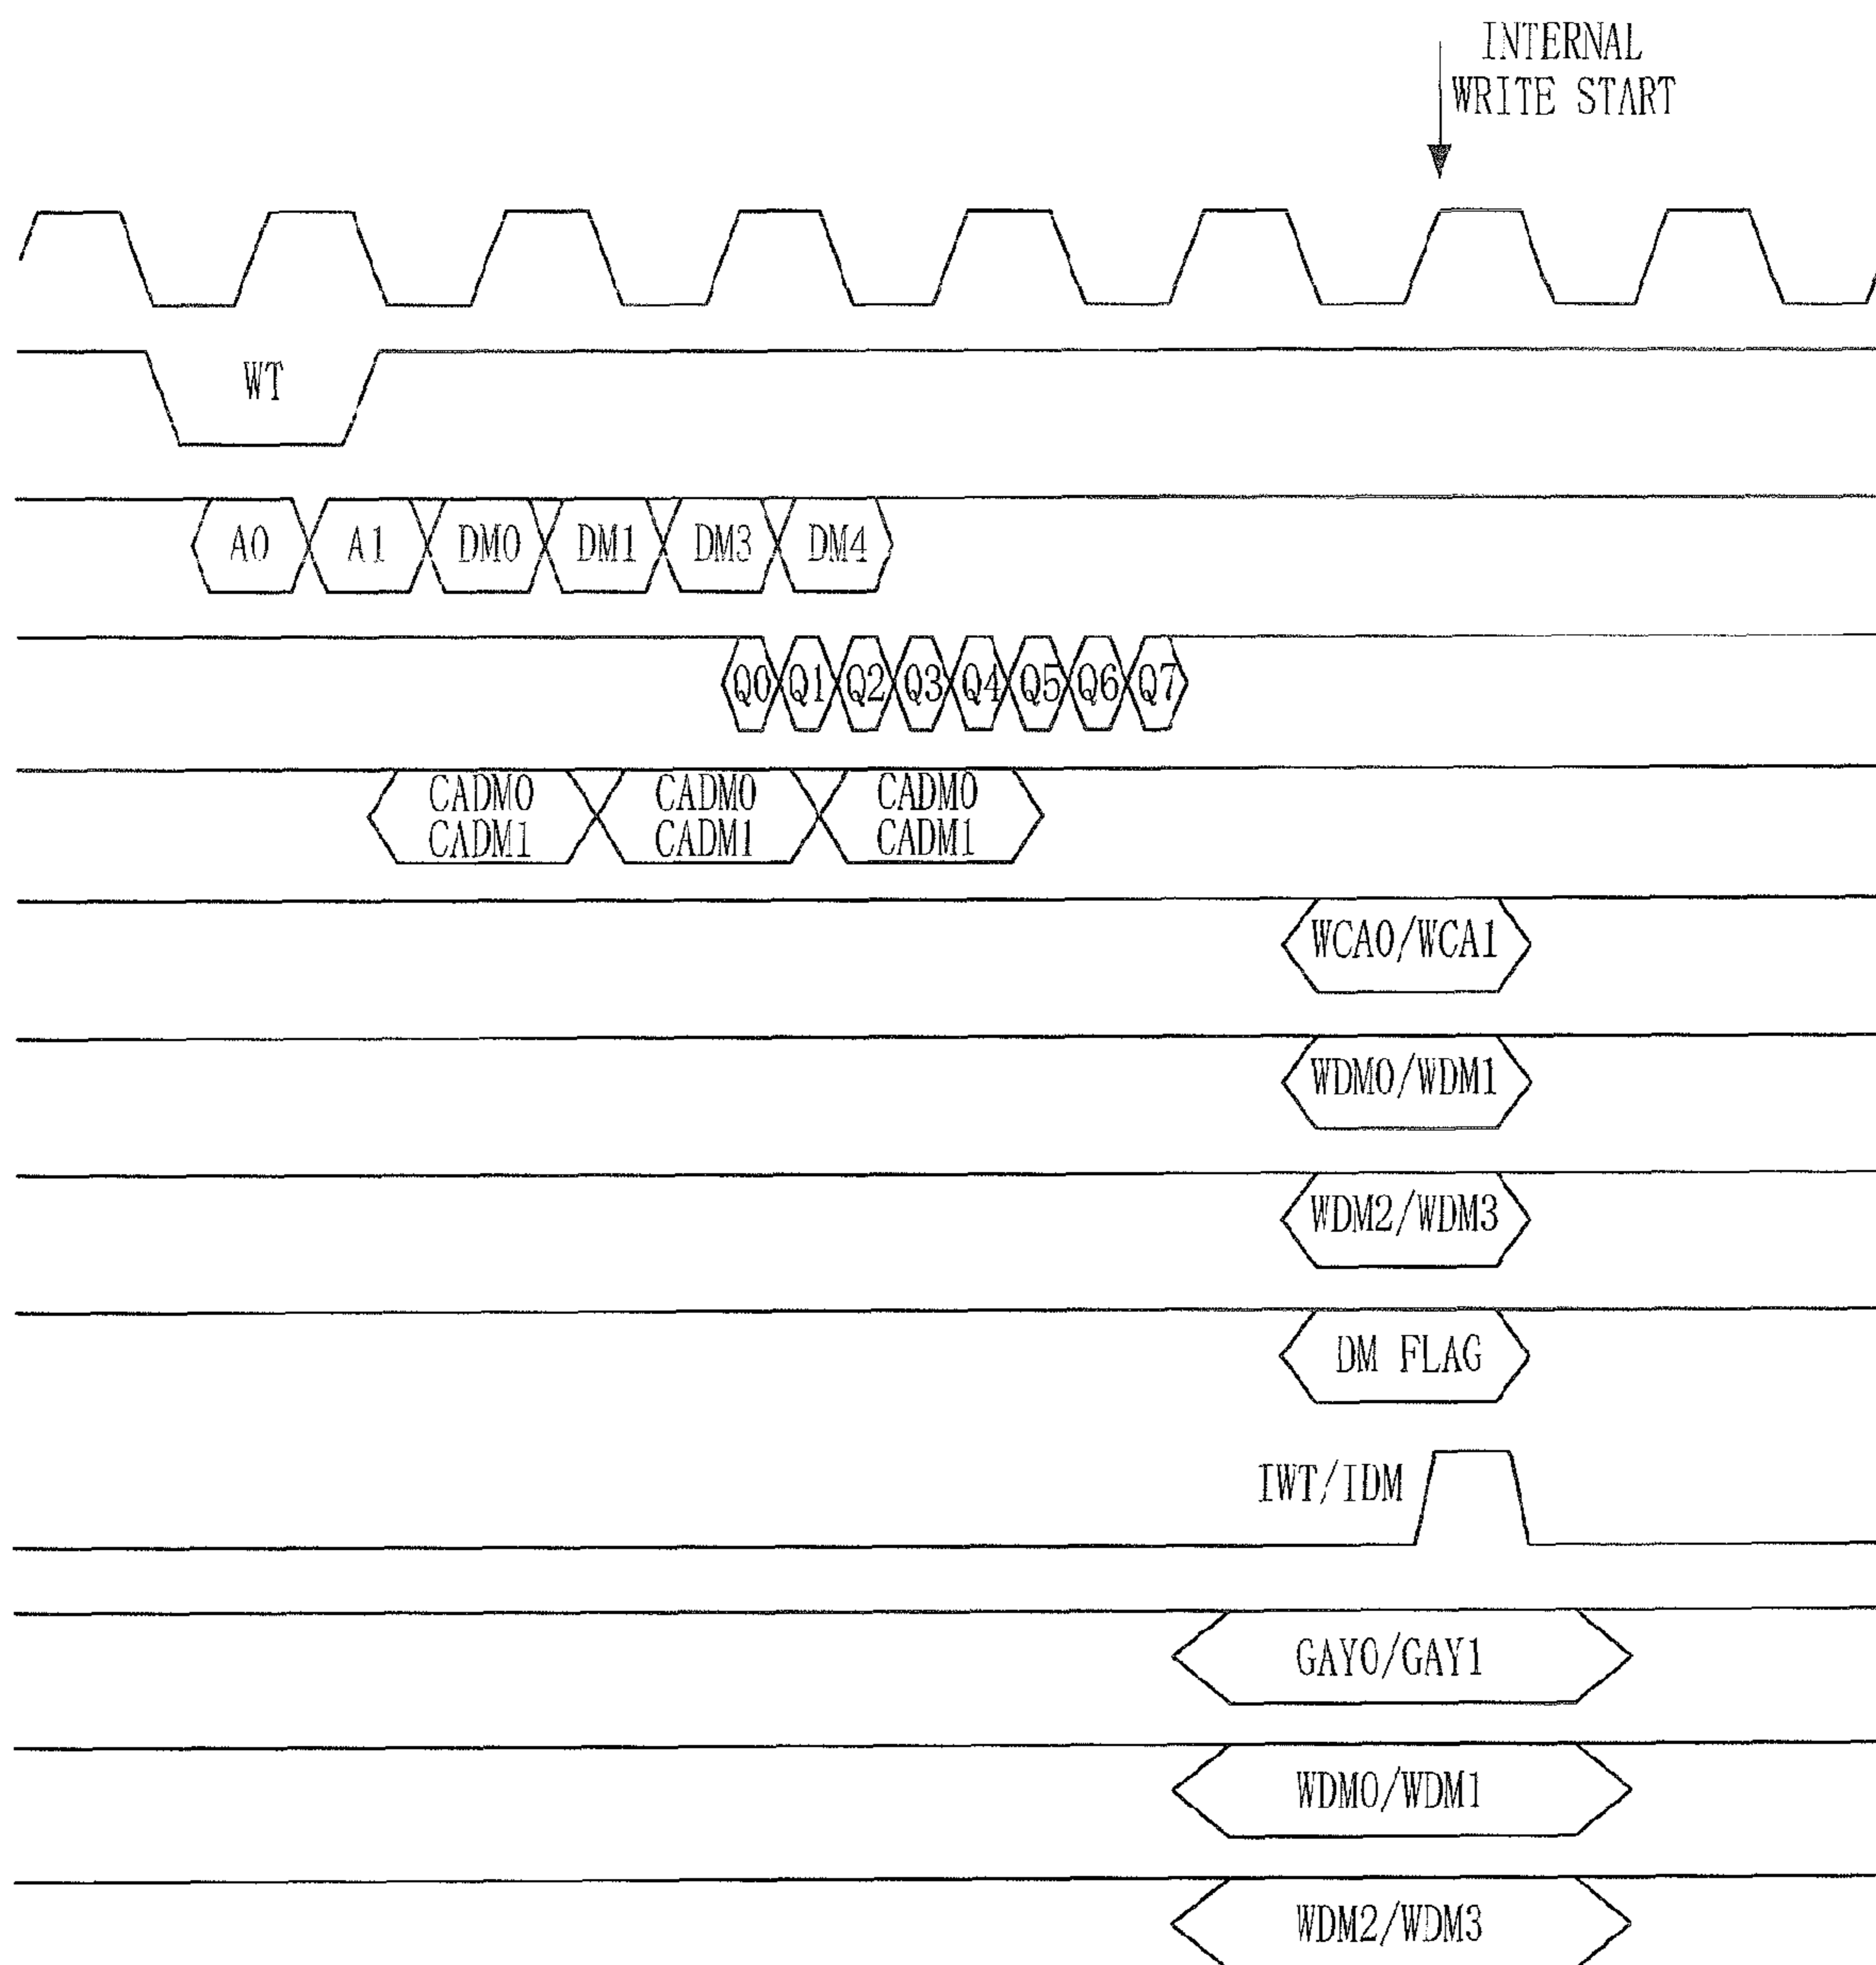 INTERNAL
WRITE START
WT
A0 A1 DM0 DM1 DM3 DM4
Q0 Q1 Q2 Q3 Q4 Q5 Q6 Q7
CADM0 CADM0 CADM0
CADM1 CADM1 CADM1
WCA0/WCA1
WDM0/WDM1
WDM2/WDM3
DM FLAG
IWT/IDM
GAY0/GAY1
WDM0/WDM1
WDM2/WDM3